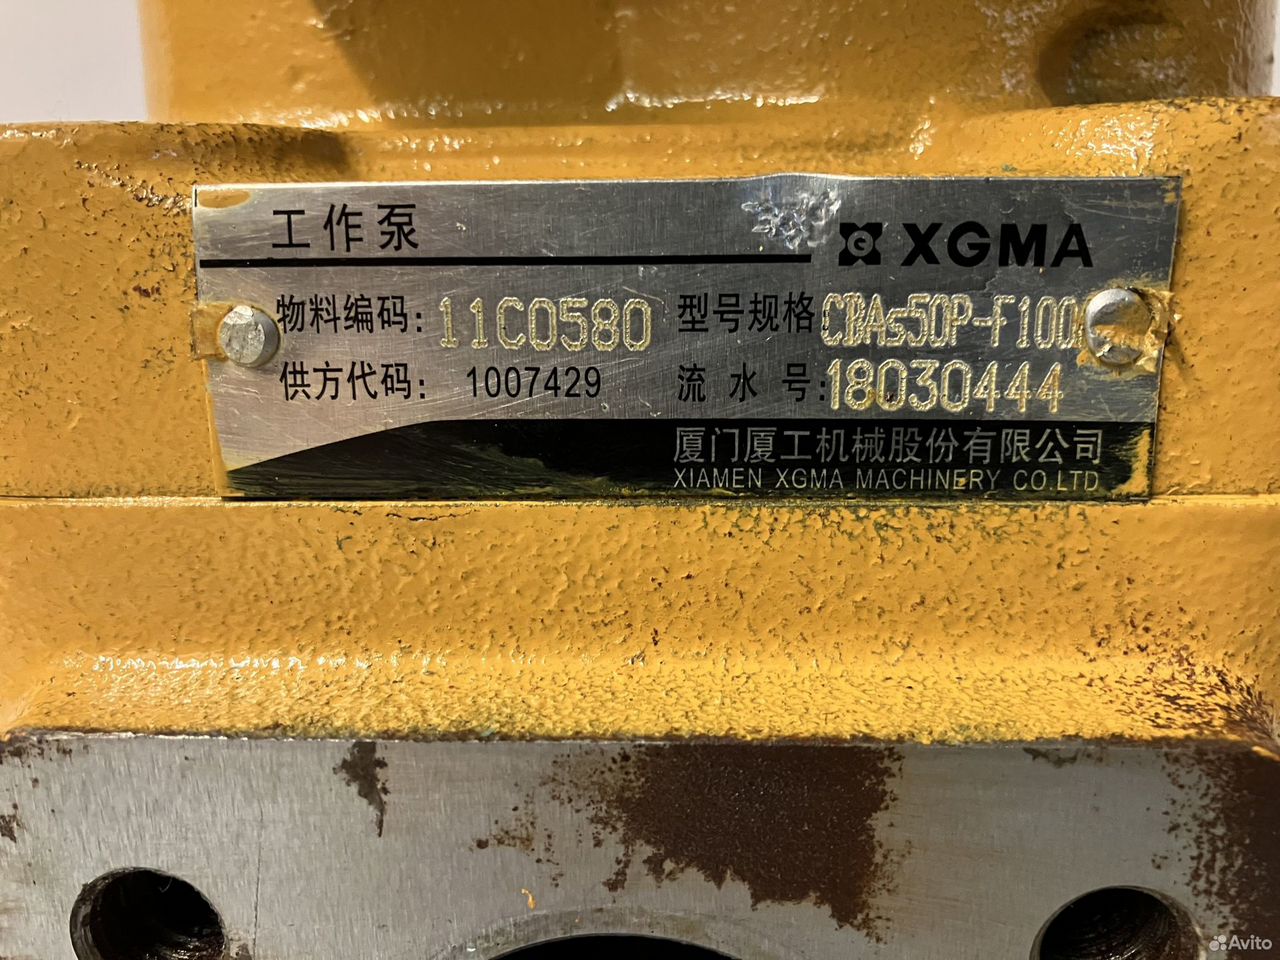 工作泵
XGMA
物料编码: 11C0580 型号规格 CBAs50P-F100
供方代码: 1007429 流水号: 18030444
厦门厦工机械股份有限公司
XIAMEN XGMA MACHINERY CO.LTD
Avito